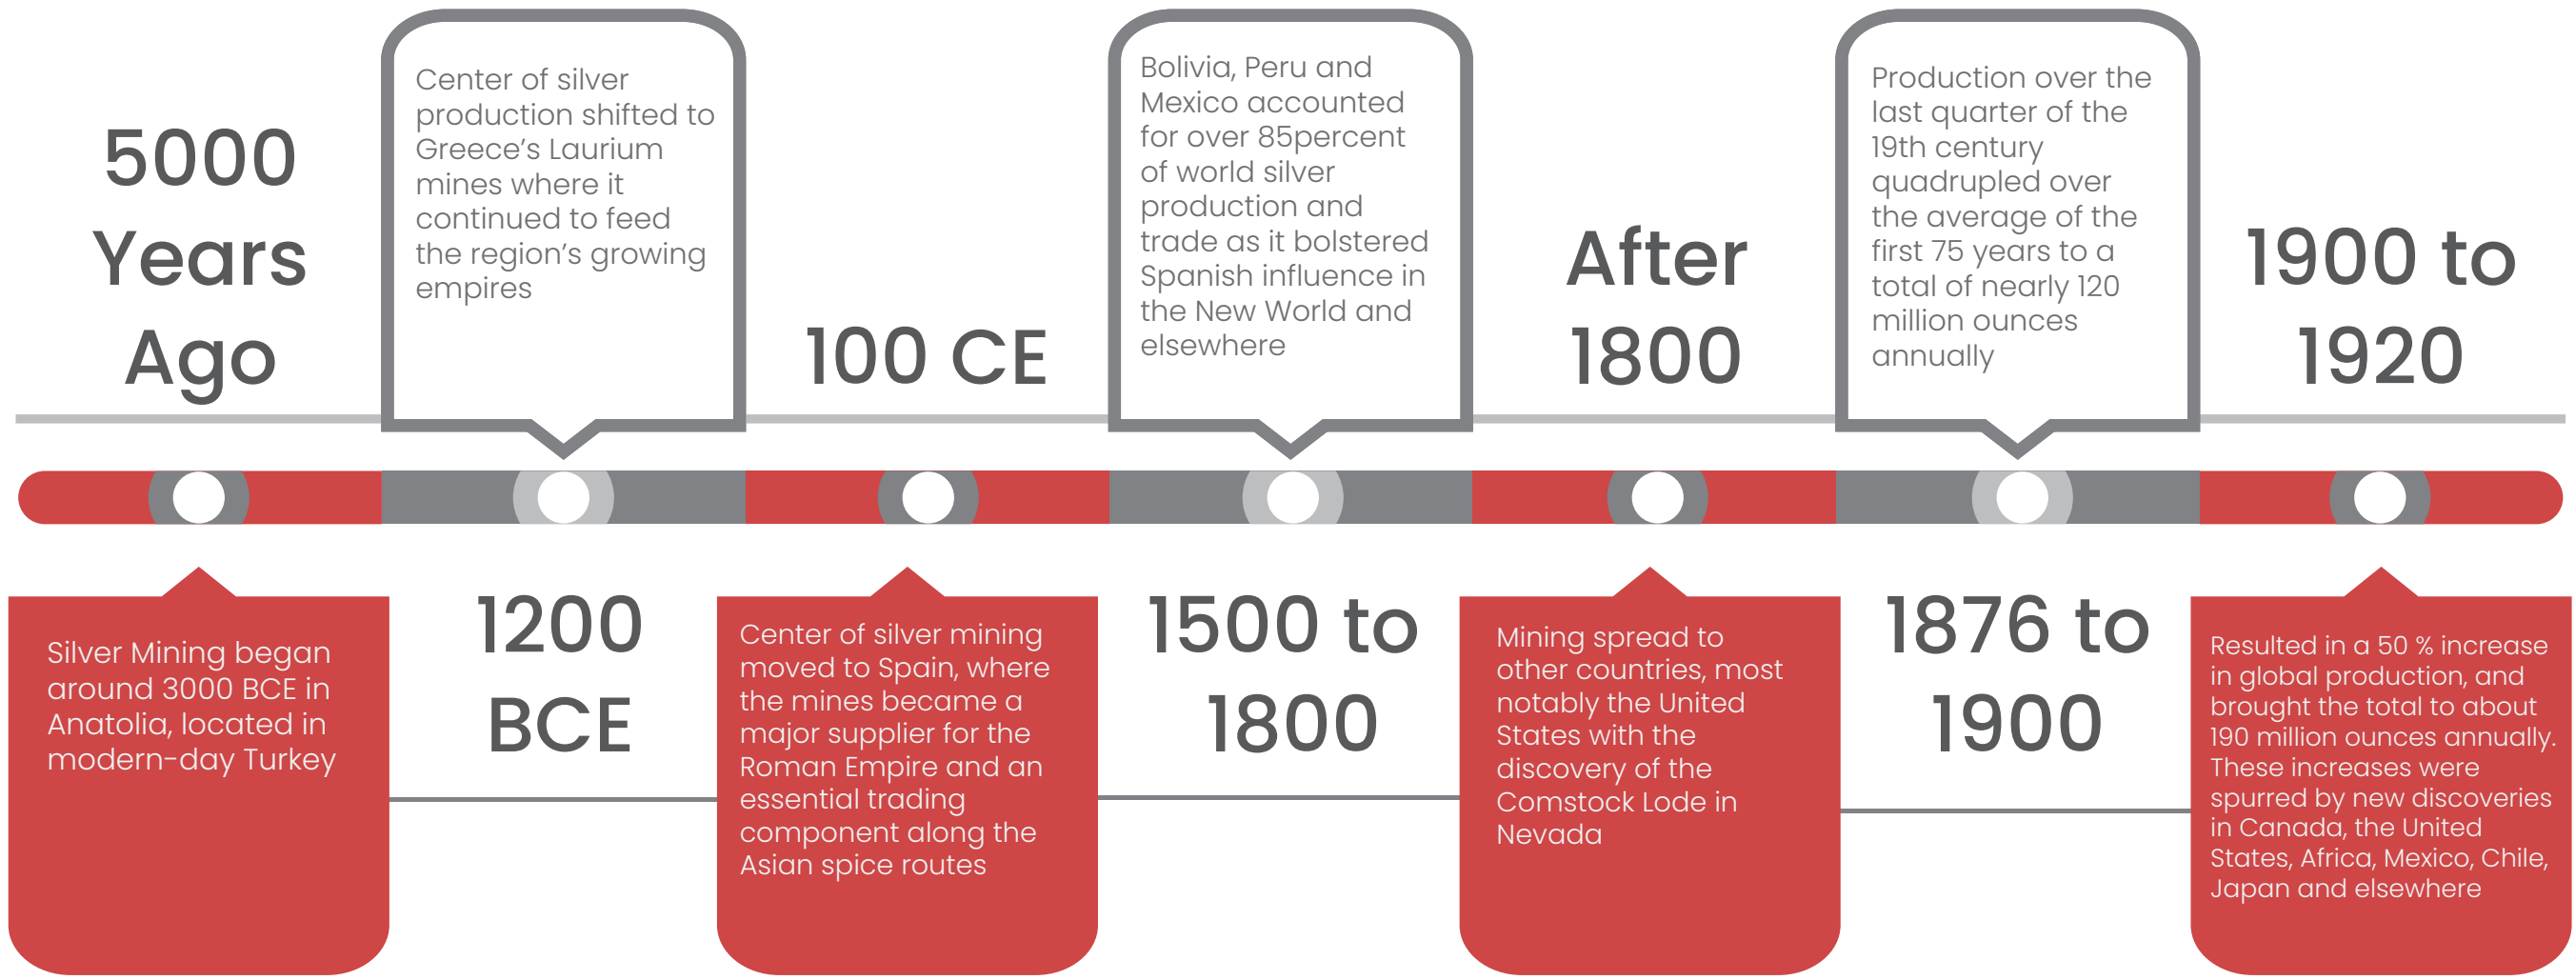 5000
Years
Ago
Silver Mining began
around 3000 BCE in
Anatolia, located in
modern-day Turkey
Center of silver
production shifted to
Greece’s Laurium
mines where it
continued to feed
the region’s growing
empires
1200
BCE
100 CE
Center of silver mining
moved to Spain, where
the mines became a
major supplier for the
Roman Empire and an
essential trading
component along the
Asian spice routes
Bolivia, Peru and
Mexico accounted
for over 85percent
of world silver
production and
trade as it bolstered
Spanish influence in
the New World and
elsewhere
1500 to
1800
After
1800
Mining spread to
other countries, most
notably the United
States with the
discovery of the
Comstock Lode in
Nevada
Production over the
last quarter of the
19th century
quadrupled over
the average of the
first 75 years to a
total of nearly 120
million ounces
annually
1876 to
1900
1900 to
1920
Resulted in a 50 % increase
in global production, and
brought the total to about
190 million ounces annually.
These increases were
spurred by new discoveries
in Canada, the United
States, Africa, Mexico, Chile,
Japan and elsewhere